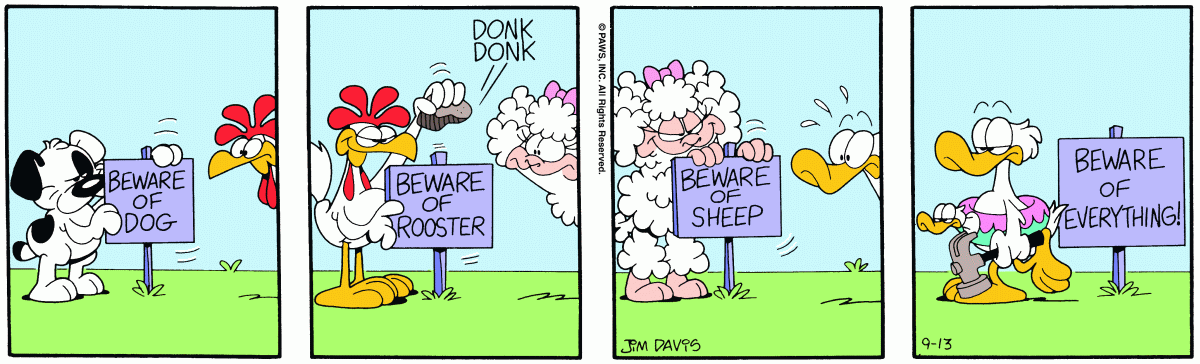 BEWARE
OF
DOG
DONK
DONK
BEWARE
OF
ROOSTER
© PAWS, INC. All Rights Reserved.
BEWARE
OF
SHEEP
JIM DAVIS
BEWARE
OF
EVERYTHING!
9-13